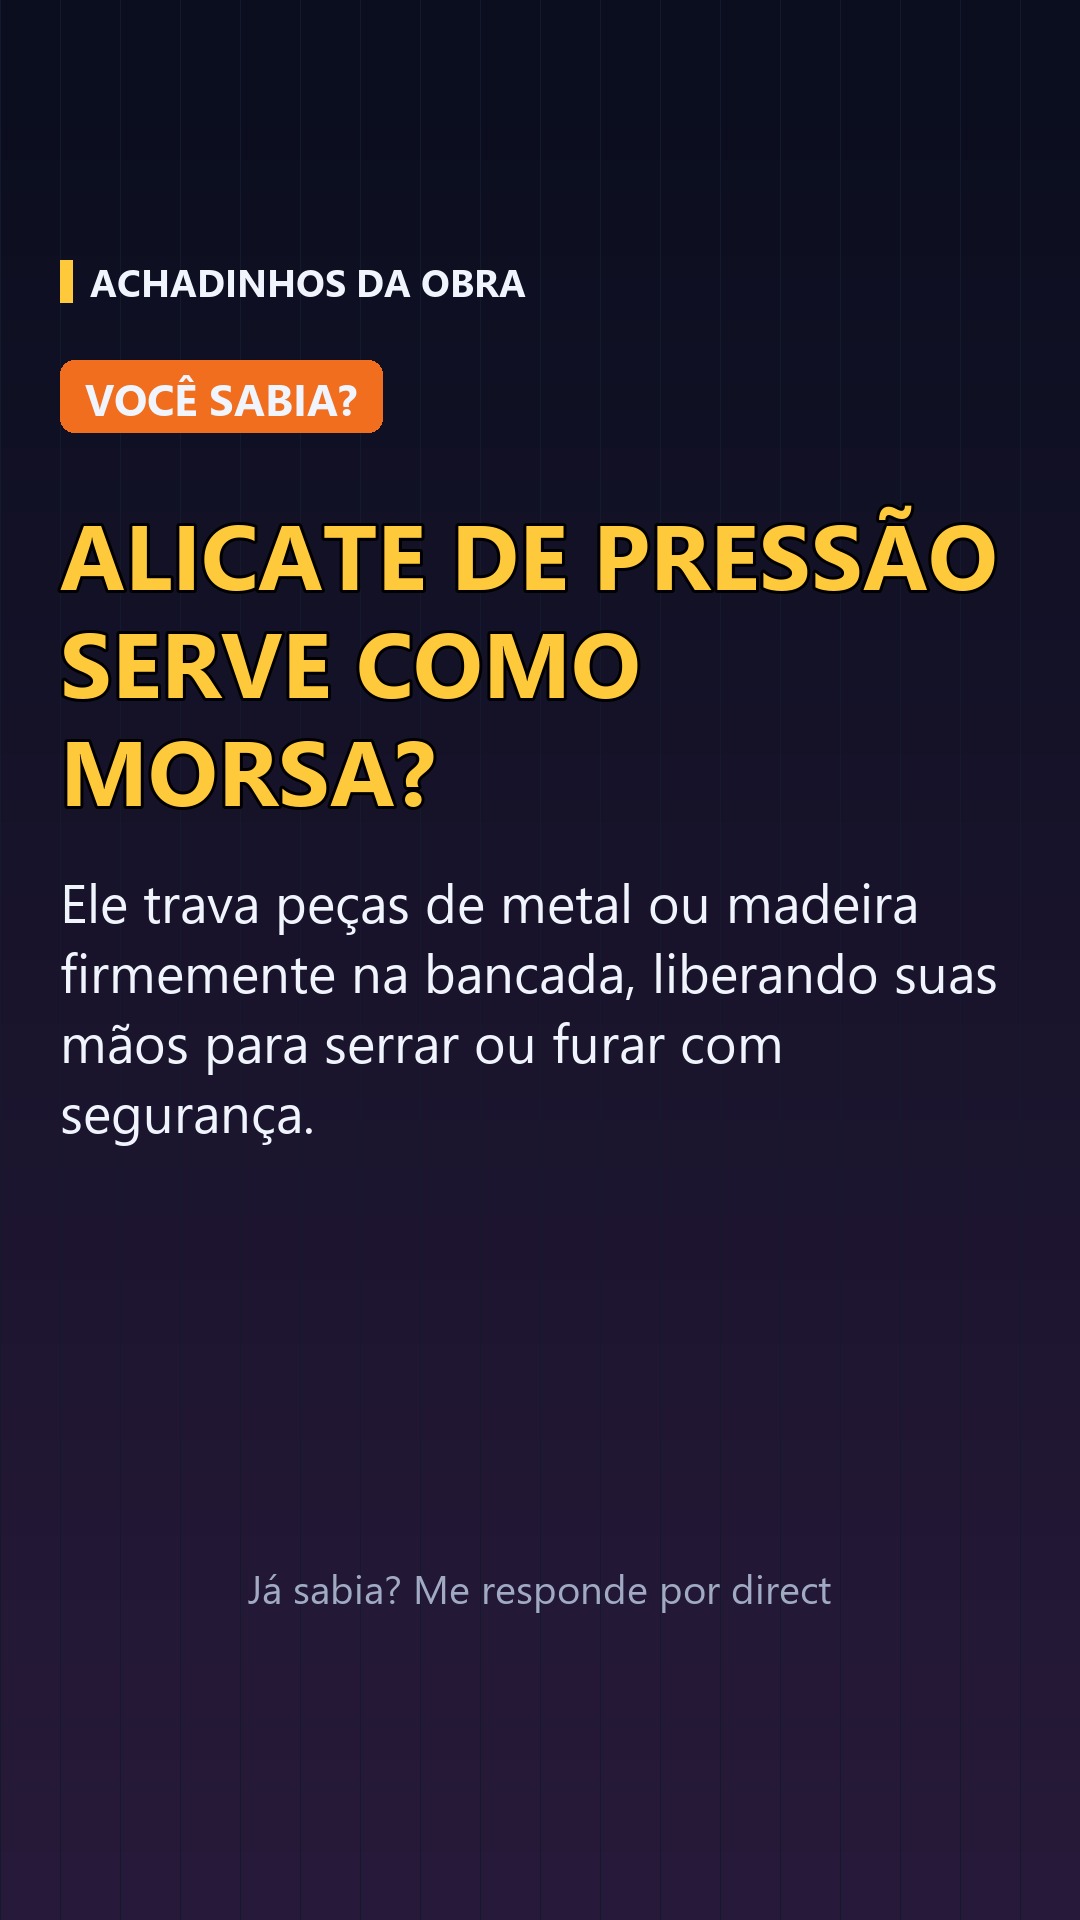 ACHADINHOS DA OBRA
VOCÊ SABIA?
ALICATE DE PRESSÃO
SERVE COMO
MORSA?
Ele trava peças de metal ou madeira
firmemente na bancada, liberando suas
mãos para serrar ou furar com
segurança.
Já sabia? Me responde por direct